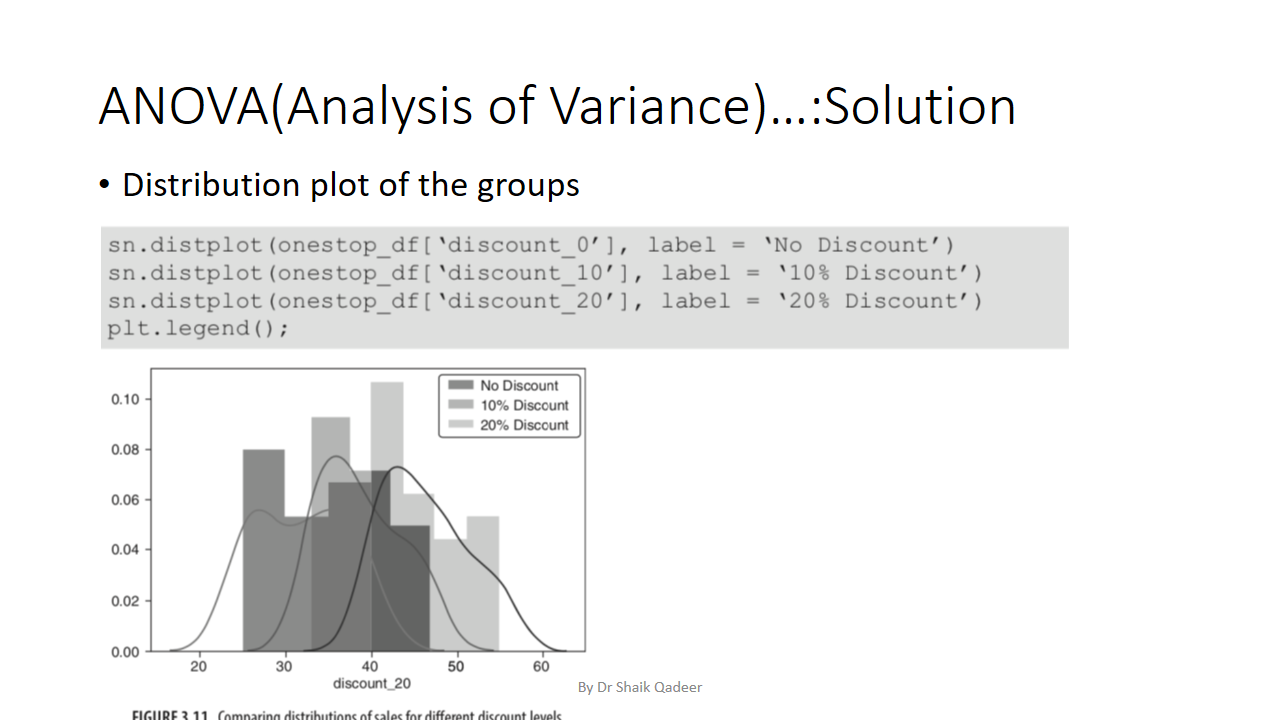 ANOVA(Analysis of Variance)…:Solution
• Distribution plot of the groups
sn.distplot(onestop_df[‘discount_0’], label = ‘No Discount’)
sn.distplot(onestop_df[‘discount_10’], label = ‘10% Discount’)
sn.distplot(onestop_df[‘discount_20’], label = ‘20% Discount’)
plt.legend();
No Discount
10% Discount
20% Discount
0.10
0.08
0.06
0.04
0.02
0.00
20 30 40 50 60
discount_20
By Dr Shaik Qadeer
FIGURE 3.11 Comparing distributions of sales for different discount levels